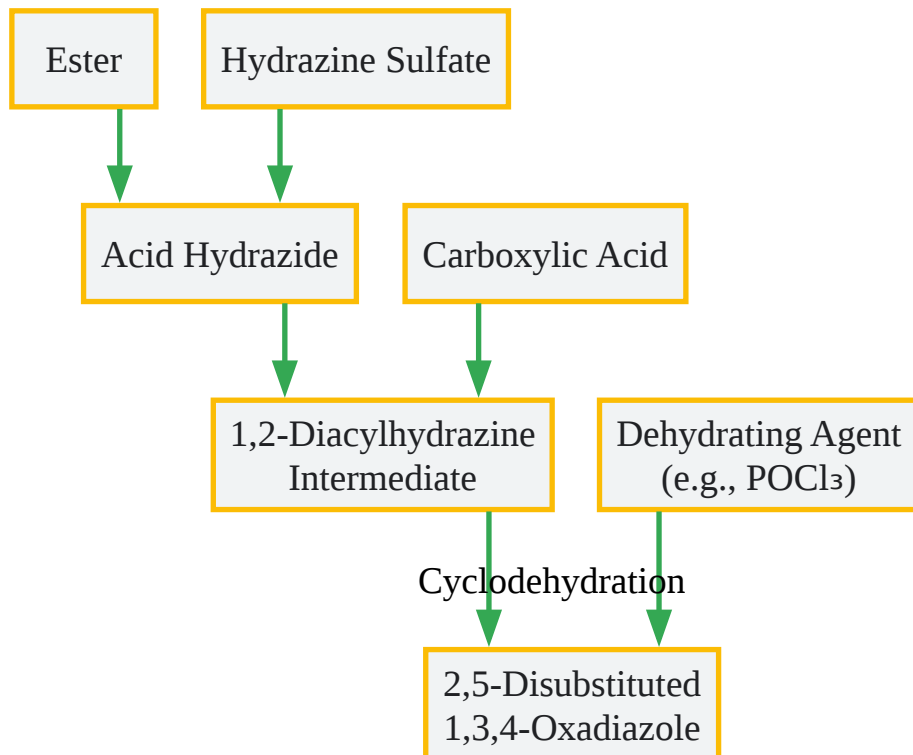 Ester
Hydrazine Sulfate
Acid Hydrazide
Carboxylic Acid
1,2-Diacylhydrazine
Intermediate
Dehydrating Agent
(e.g., POCl₃)
Cyclodehydration
2,5-Disubstituted
1,3,4-Oxadiazole